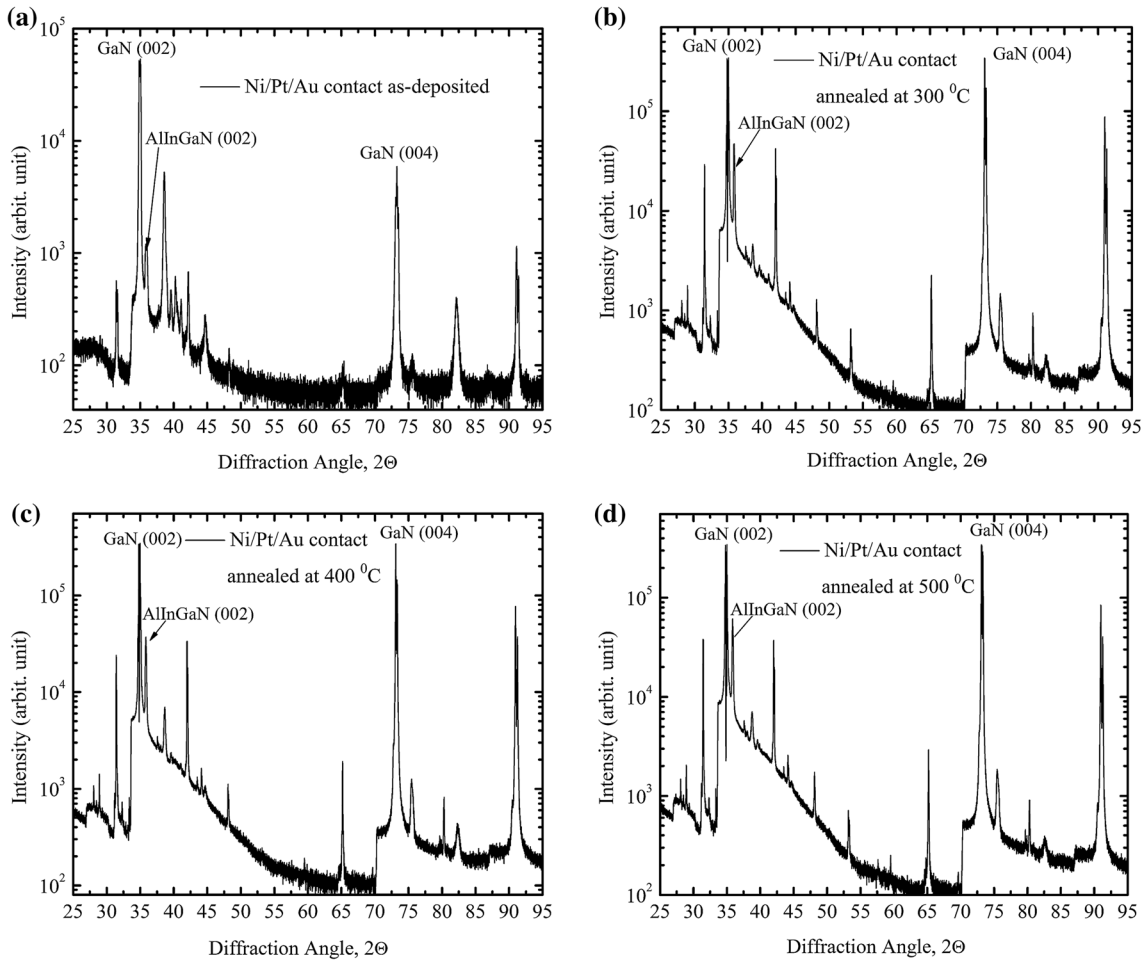 (a)
10^5
GaN (002)
Ni/Pt/Au contact as-deposited
10^4
AlInGaN (002)
GaN (004)
Intensity (arbit. unit)
10^3
10^2
25 30 35 40 45 50 55 60 65 70 75 80 85 90 95
Diffraction Angle, 2Θ
(b)
GaN (002)
Ni/Pt/Au contact
annealed at 300 ⁰C
GaN (004)
10^5
AlInGaN (002)
Intensity (arbit. unit)
10^4
10^3
10^2
25 30 35 40 45 50 55 60 65 70 75 80 85 90 95
Diffraction Angle, 2Θ
(c)
GaN (002)
Ni/Pt/Au contact
annealed at 400 ⁰C
GaN (004)
10^5
AlInGaN (002)
Intensity (arbit. unit)
10^4
10^3
10^2
25 30 35 40 45 50 55 60 65 70 75 80 85 90 95
Diffraction Angle, 2Θ
(d)
GaN (002)
Ni/Pt/Au contact
annealed at 500 ⁰C
GaN (004)
10^5
AlInGaN (002)
Intensity (arbit. unit)
10^4
10^3
10^2
25 30 35 40 45 50 55 60 65 70 75 80 85 90 95
Diffraction Angle, 2Θ